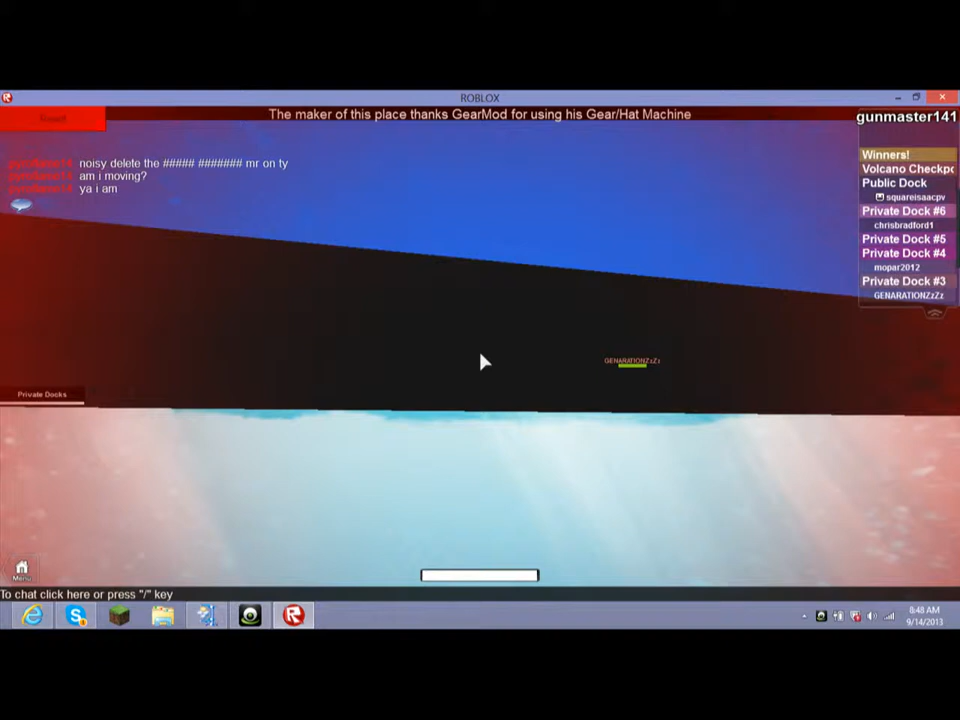 ROBLOX
The maker of this place thanks GearMod for using his Gear/Hat Machine
gunmaster141
Reset
noisy delete the ##### ####### mr on ty
am i moving?
ya i am
Winners!
Volcano Checkpo
Public Dock
squareisaacpv
Private Dock #6
chrisbradford1
Private Dock #5
Private Dock #4
mopar2012
Private Dock #3
GENARATIONZzZz
GENARATIONZzZz
Private Docks
Menu
To chat click here or press "/" key
8:48 AM
9/14/2013